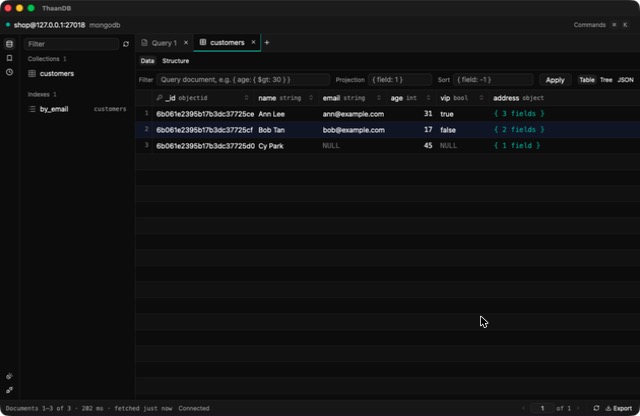 ThaanDB
shop@127.0.0.1:27018 mongodb
Commands ⌘ K
Filter
Query 1 ×
customers × +
Collections 1
customers
Indexes 1
by_email customers
Data Structure
Filter Query document, e.g. { age: { $gt: 30 } } Projection { field: 1 } Sort { field: -1 } Apply Table Tree JSON
_id objectid name string email string age int vip bool address object
1 6b061e2395b17b3dc37725ce Ann Lee ann@example.com 31 true { 3 fields }
2 6b061e2395b17b3dc37725cf Bob Tan bob@example.com 17 false { 2 fields }
3 6b061e2395b17b3dc37725d0 Cy Park NULL 45 NULL { 1 field }
Documents 1–3 of 3 · 202 ms · fetched just now Connected
1 of 1 Export